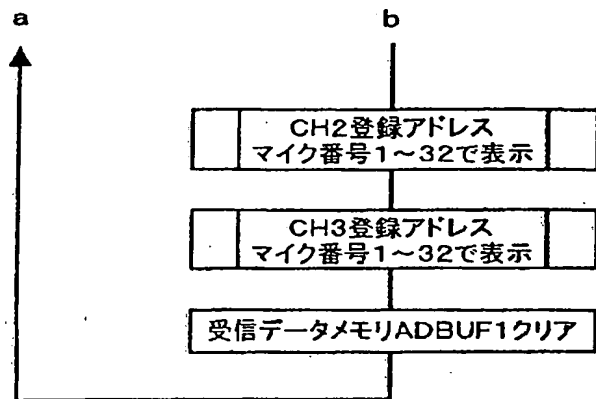 a
b
CH2登録アドレス
マイク番号1～32で表示
CH3登録アドレス
マイク番号1～32で表示
受信データメモリADBUF1クリア